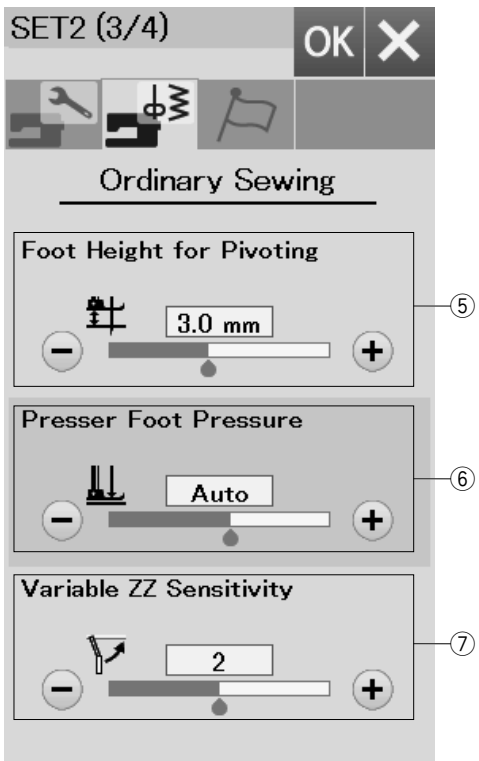 SET2 (3/4)
OK
Ordinary Sewing
Foot Height for Pivoting
3.0 mm
⑤
Presser Foot Pressure
Auto
⑥
Variable ZZ Sensitivity
2
⑦